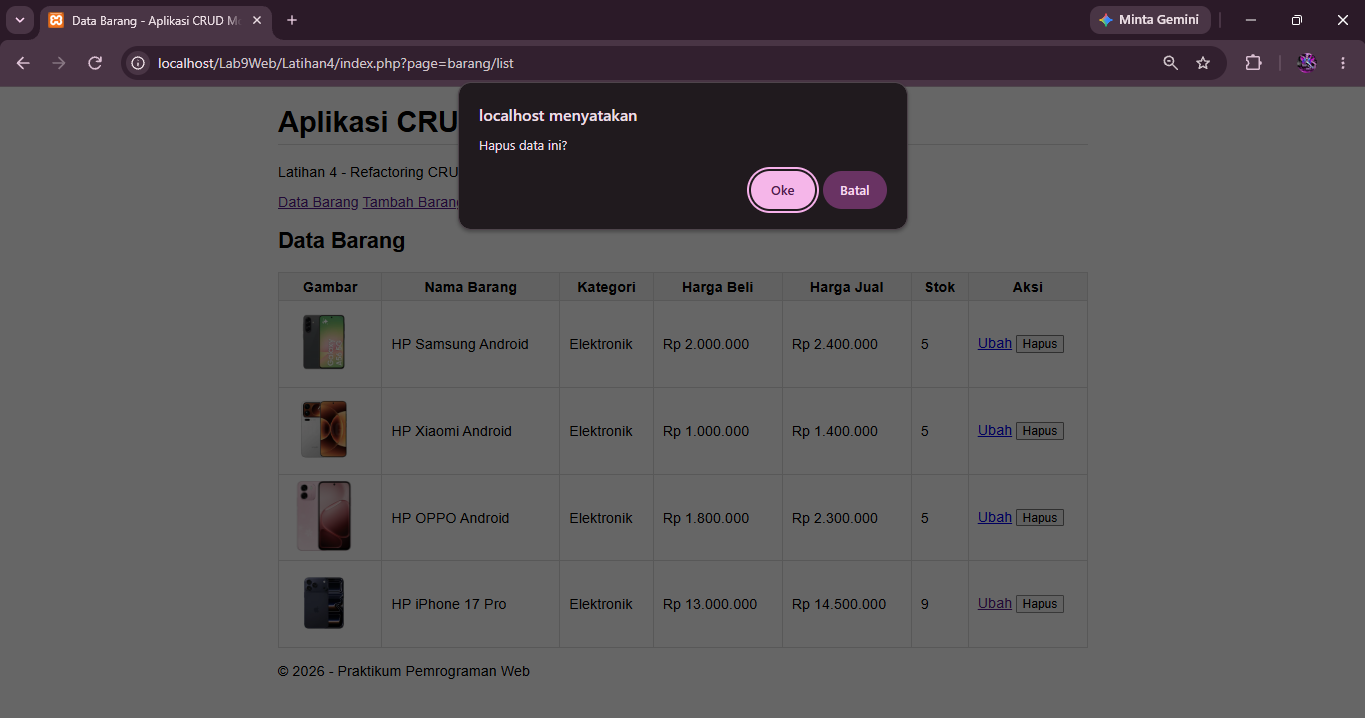 Data Barang - Aplikasi CRUD Mo
Minta Gemini
localhost/Lab9Web/Latihan4/index.php?page=barang/list
localhost menyatakan
Hapus data ini?
Oke Batal
Aplikasi CRU
Latihan 4 - Refactoring CRU
Data Barang Tambah Barang
Data Barang
Gambar Nama Barang Kategori Harga Beli Harga Jual Stok Aksi
HP Samsung Android Elektronik Rp 2.000.000 Rp 2.400.000 5 Ubah Hapus
HP Xiaomi Android Elektronik Rp 1.000.000 Rp 1.400.000 5 Ubah Hapus
HP OPPO Android Elektronik Rp 1.800.000 Rp 2.300.000 5 Ubah Hapus
HP iPhone 17 Pro Elektronik Rp 13.000.000 Rp 14.500.000 9 Ubah Hapus
© 2026 - Praktikum Pemrograman Web